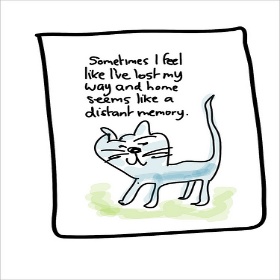 Sometimes I feel
like I've lost my
way and home
seems like a
distant memory.